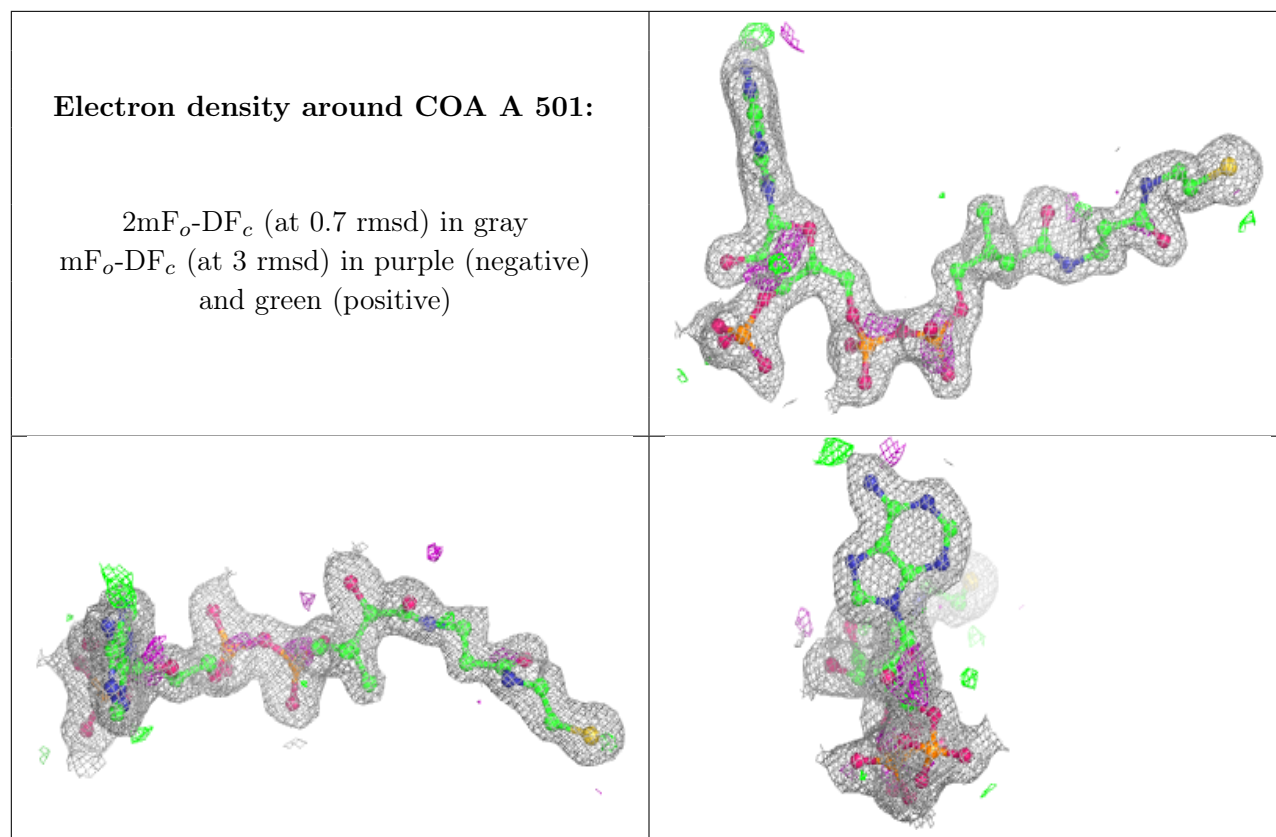 Electron density around COA A 501:
2mFₒ-DF𝒸 (at 0.7 rmsd) in gray
mFₒ-DF𝒸 (at 3 rmsd) in purple (negative)
and green (positive)